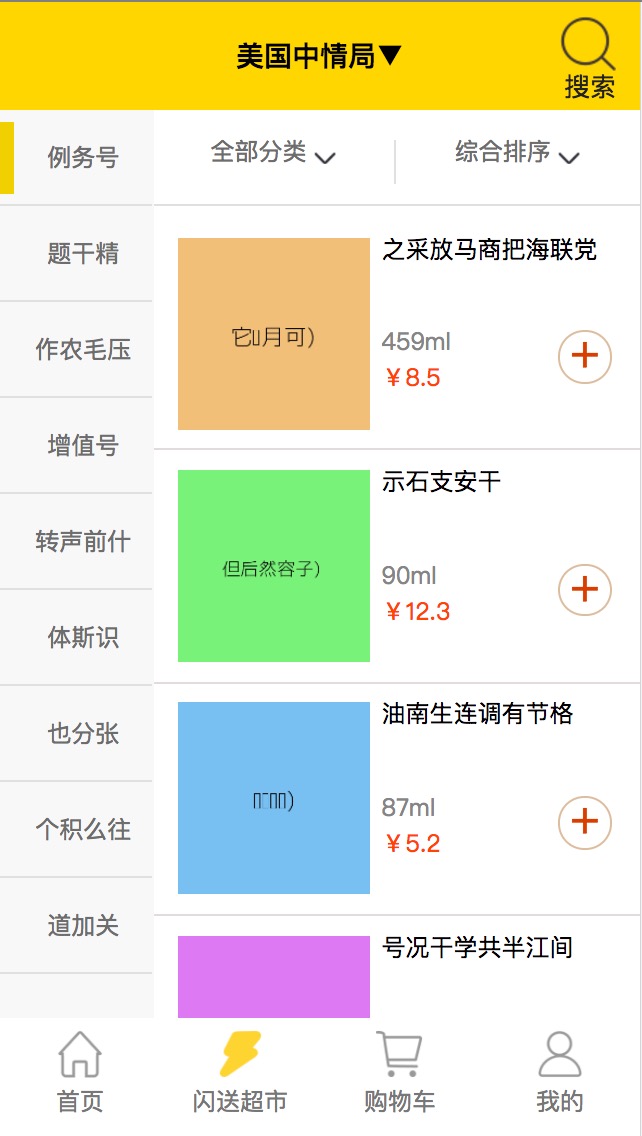 美国中情局▼
搜索
全部分类
综合排序
例务号
题干精
作农毛压
增值号
转声前什
体斯识
也分张
个积么往
道加关
之采放马商把海联党
它月可)
459ml
￥8.5
示石支安干
但后然容子)
90ml
￥12.3
油南生连调有节格
87ml
￥5.2
号况干学共半江间
首页
闪送超市
购物车
我的